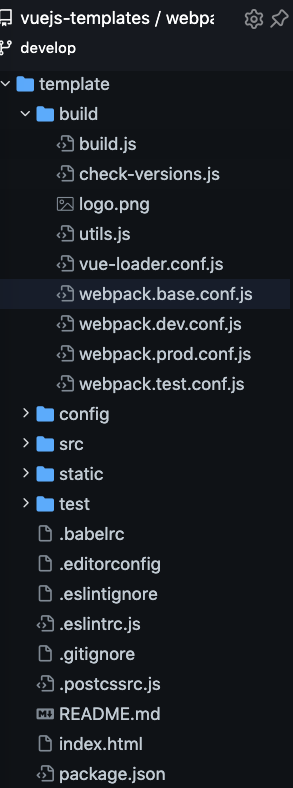 vuejs-templates / webpa
develop
template
build
build.js
check-versions.js
logo.png
utils.js
vue-loader.conf.js
webpack.base.conf.js
webpack.dev.conf.js
webpack.prod.conf.js
webpack.test.conf.js
config
src
static
test
.babelrc
.editorconfig
.eslintignore
.eslintrc.js
.gitignore
.postcssrc.js
README.md
index.html
package.json